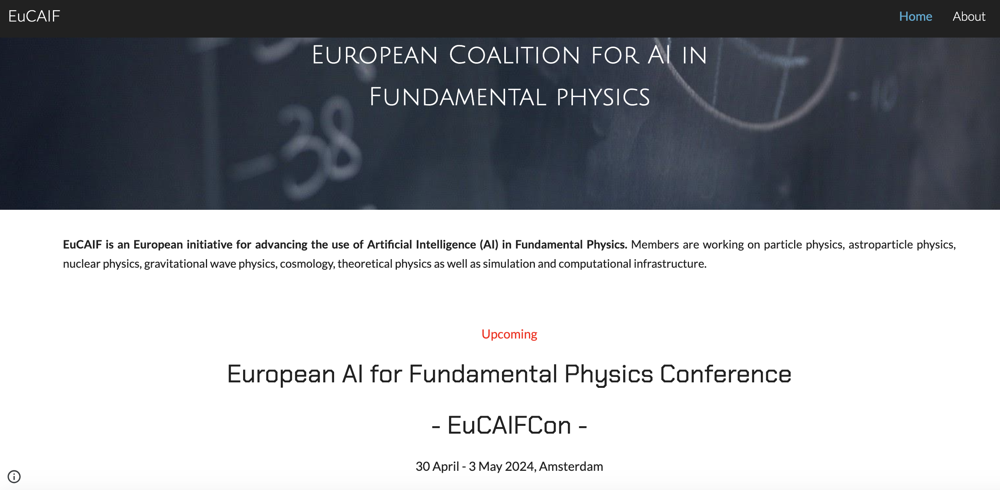 EuCAIF
Home About
European Coalition for AI in
Fundamental physics
-38
- 10
EuCAIF is an European initiative for advancing the use of Artificial Intelligence (AI) in Fundamental Physics. Members are working on particle physics, astroparticle physics,
nuclear physics, gravitational wave physics, cosmology, theoretical physics as well as simulation and computational infrastructure.
Upcoming
European AI for Fundamental Physics Conference
- EuCAIFCon -
30 April - 3 May 2024, Amsterdam